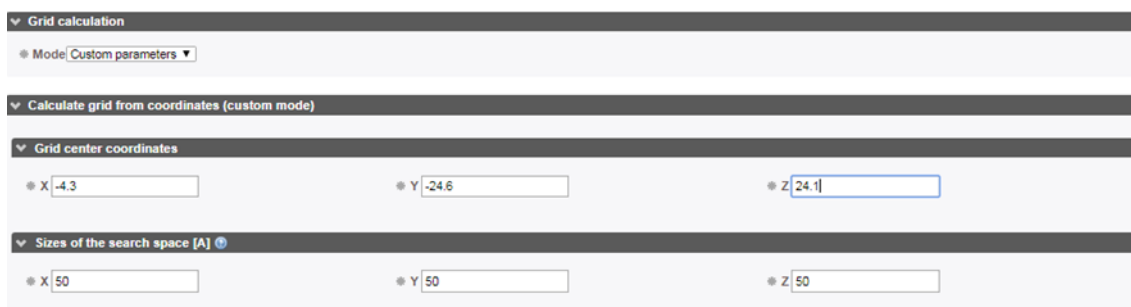 Grid calculation
Mode Custom parameters
Calculate grid from coordinates (custom mode)
Grid center coordinates
X -4.3 Y -24.6 Z 24.1
Sizes of the search space [A] ?
X 50 Y 50 Z 50